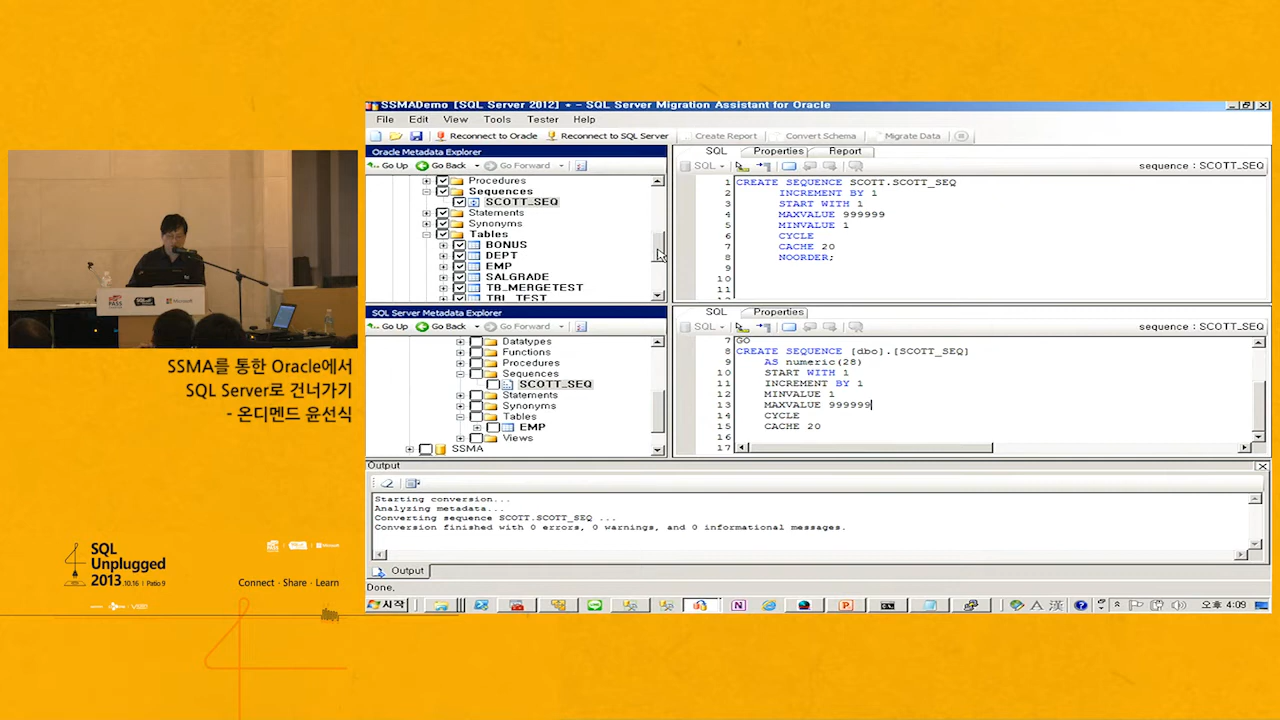 SSMA를 통한 Oracle에서
SQL Server로 건너가기
- 온디멘드 윤선식
SQL
Unplugged
2013.10.16 | Patio 9
Connect · Share · Learn
SSMADemo [SQL Server 2012] * - SQL Server Migration Assistant for Oracle
File Edit View Tools Tester Help
Reconnect to Oracle Reconnect to SQL Server Create Report Convert Schema Migrate Data
Oracle Metadata Explorer
Go Up Go Back Go Forward
Procedures
Sequences
SCOTT_SEQ
Statements
Synonyms
Tables
BONUS
DEPT
EMP
SALGRADE
TB_MERGETEST
TBL_TEST
SQL Properties Report
SQL sequence : SCOTT_SEQ
1 CREATE SEQUENCE SCOTT.SCOTT_SEQ
2 INCREMENT BY 1
3 START WITH 1
4 MAXVALUE 999999
5 MINVALUE 1
6 CYCLE
7 CACHE 20
8 NOORDER;
9
10
11
SQL Server Metadata Explorer
Go Up Go Back Go Forward
Datatypes
Functions
Procedures
Sequences
SCOTT_SEQ
Statements
Synonyms
Tables
EMP
Views
SSMA
SQL Properties
SQL sequence : SCOTT_SEQ
7 GO
8 CREATE SEQUENCE [dbo].[SCOTT_SEQ]
9 AS numeric(28)
10 START WITH 1
11 INCREMENT BY 1
12 MINVALUE 1
13 MAXVALUE 999999
14 CYCLE
15 CACHE 20
16
17
Output
Starting conversion...
Analyzing metadata...
Converting sequence SCOTT.SCOTT_SEQ ...
Conversion finished with 0 errors, 0 warnings, and 0 informational messages.
Output
Done,
시작 A 漢 오후 4:09